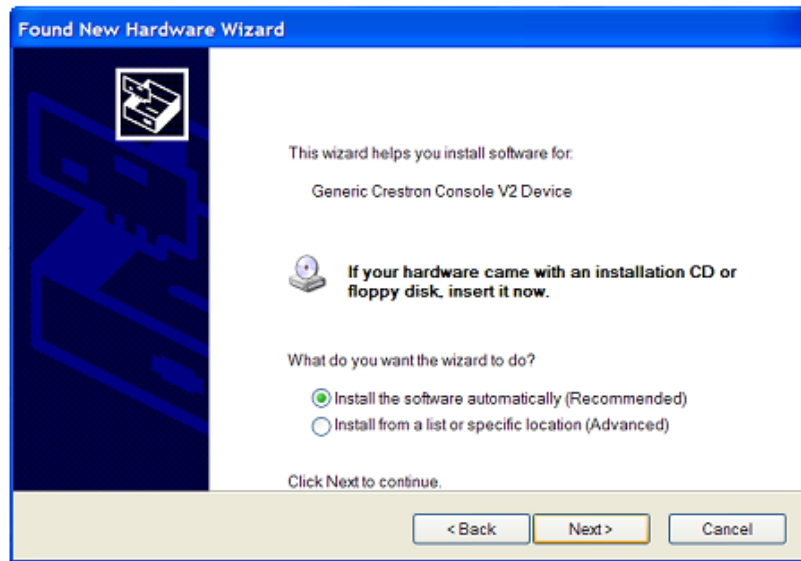 Found New Hardware Wizard
This wizard helps you install software for:
Generic Crestron Console V2 Device
If your hardware came with an installation CD or
floppy disk, insert it now.
What do you want the wizard to do?
Install the software automatically (Recommended)
Install from a list or specific location (Advanced)
Click Next to continue.
< Back Next > Cancel